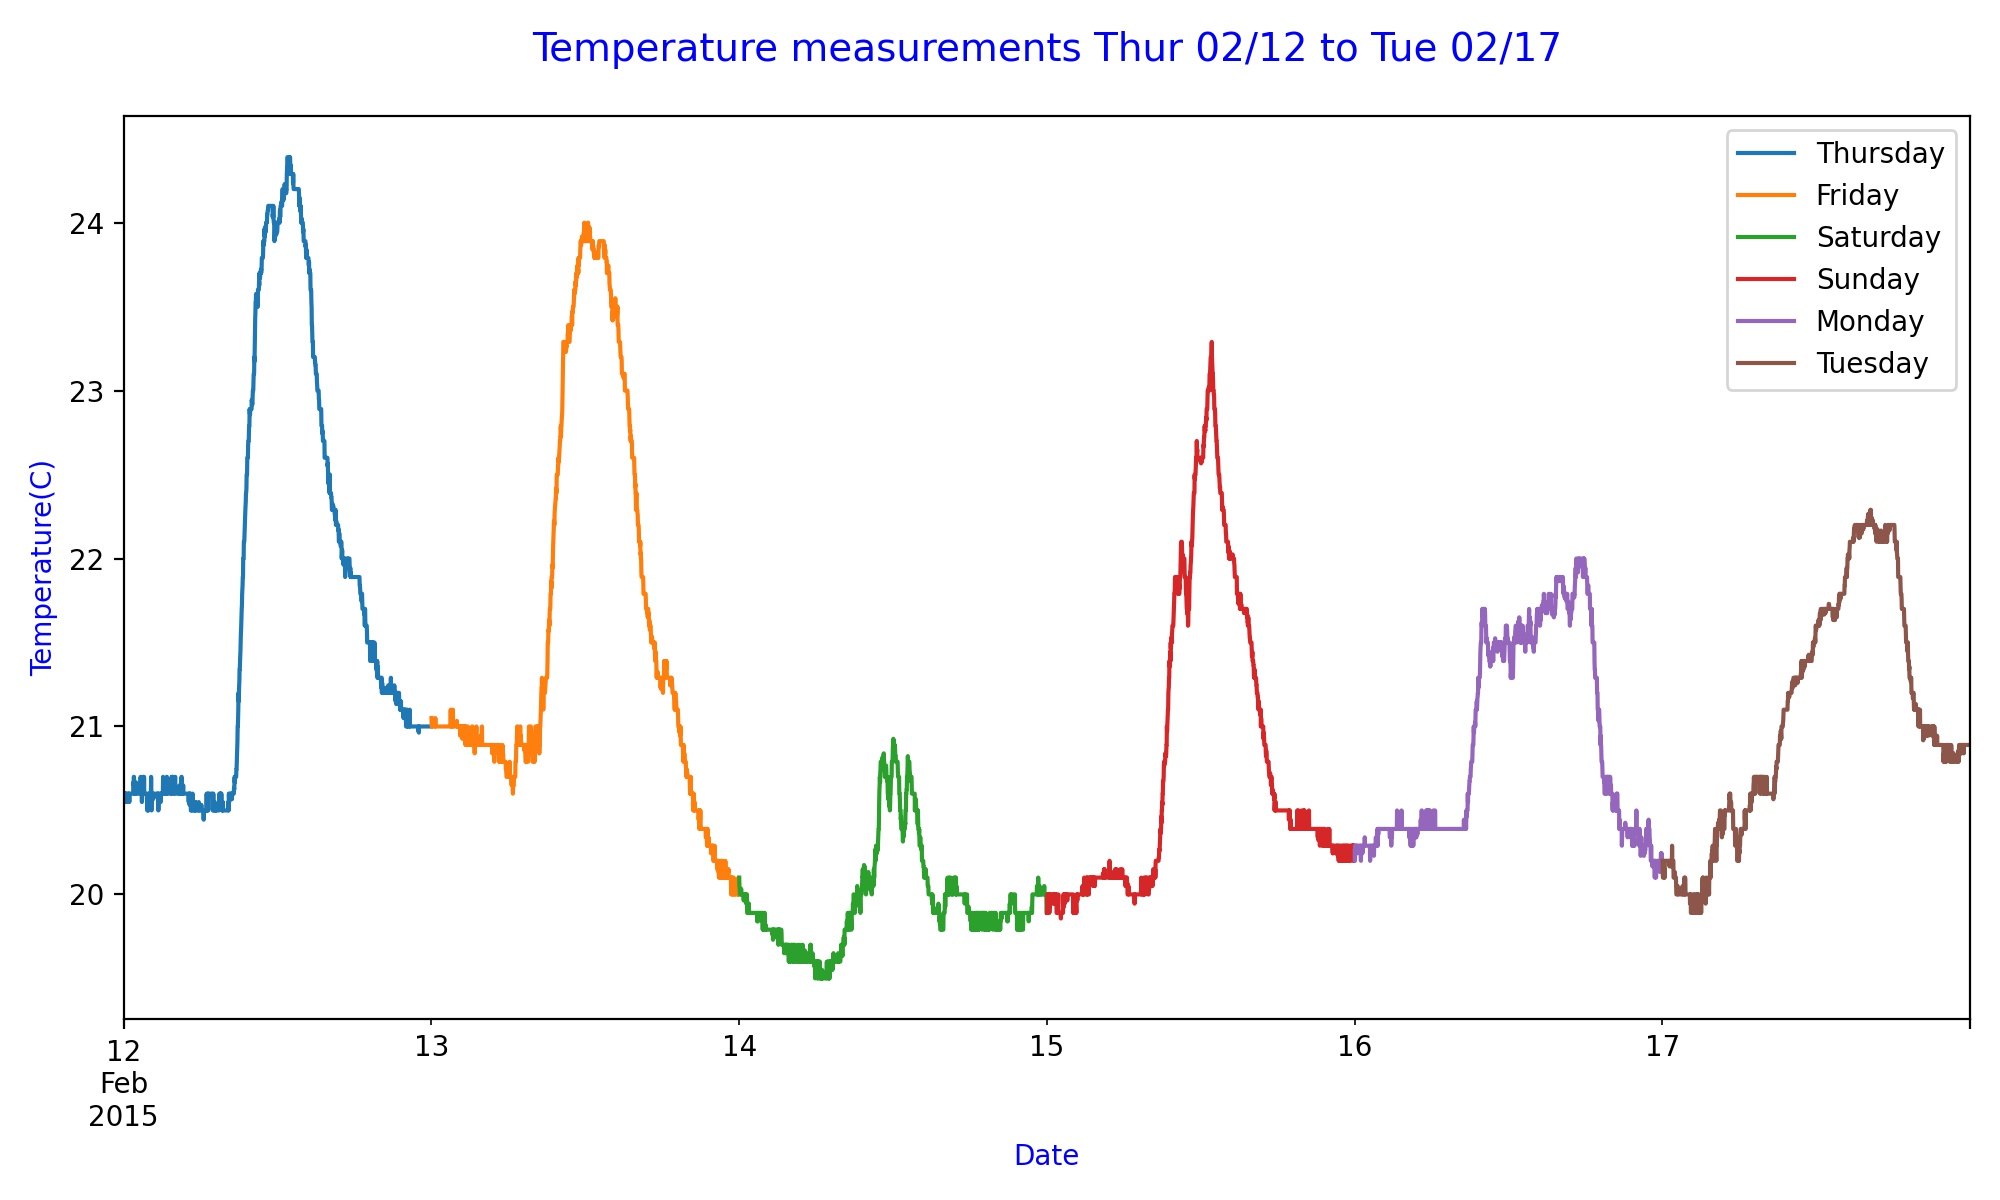 Temperature measurements Thur 02/12 to Tue 02/17
Thursday
Friday
Saturday
Sunday
Monday
Tuesday
Temperature(C)
24
23
22
21
20
12
Feb
2015
13
14
15
16
17
Date